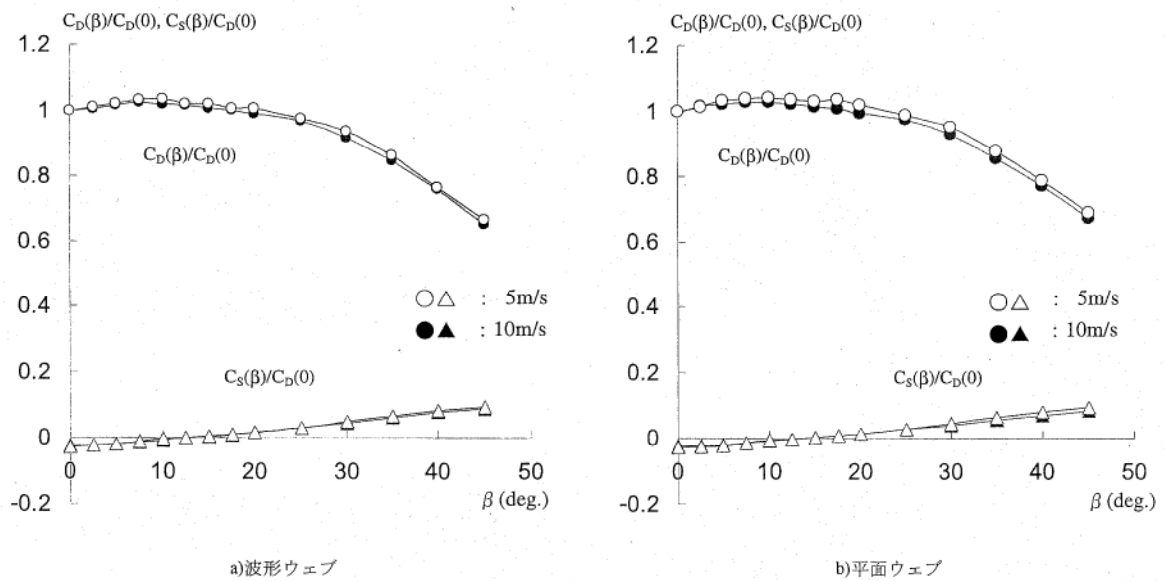 C_D(β)/C_D(0), C_S(β)/C_D(0)
1.2
1
0.8
0.6
0.4
0.2
0
-0.2
C_D(β)/C_D(0)
○△ : 5m/s
●▲ : 10m/s
C_S(β)/C_D(0)
0 10 20 30 40 50
β (deg.)
a)波形ウェブ
C_D(β)/C_D(0), C_S(β)/C_D(0)
1.2
1
0.8
0.6
0.4
0.2
0
-0.2
C_D(β)/C_D(0)
○△ : 5m/s
●▲ : 10m/s
C_S(β)/C_D(0)
0 10 20 30 40 50
β (deg.)
b)平面ウェブ